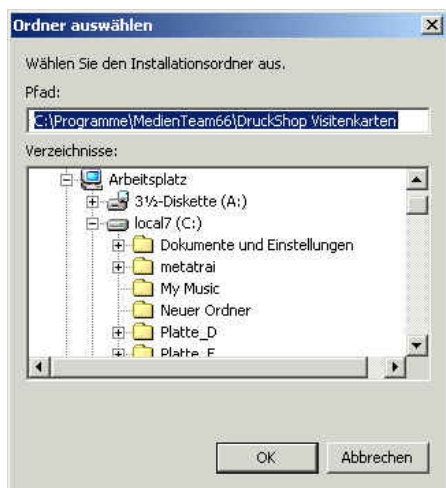 Ordner auswählen
Wählen Sie den Installationsordner aus.
Pfad:
C:\Programme\MedienTeam66\DruckShop Visitenkarten
Verzeichnisse:
Arbeitsplatz
3½-Diskette (A:)
local7 (C:)
Dokumente und Einstellungen
metatrai
My Music
Neuer Ordner
Platte_D
Platte_E
OK
Abbrechen